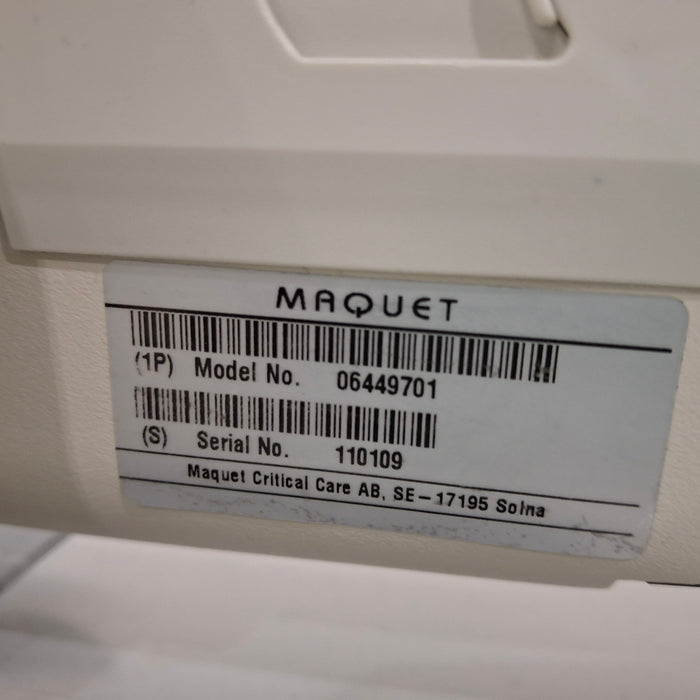 MAQUET
(1P) Model No. 06449701
(S) Serial No. 110109
Maquet Critical Care AB, SE-17195 Solna